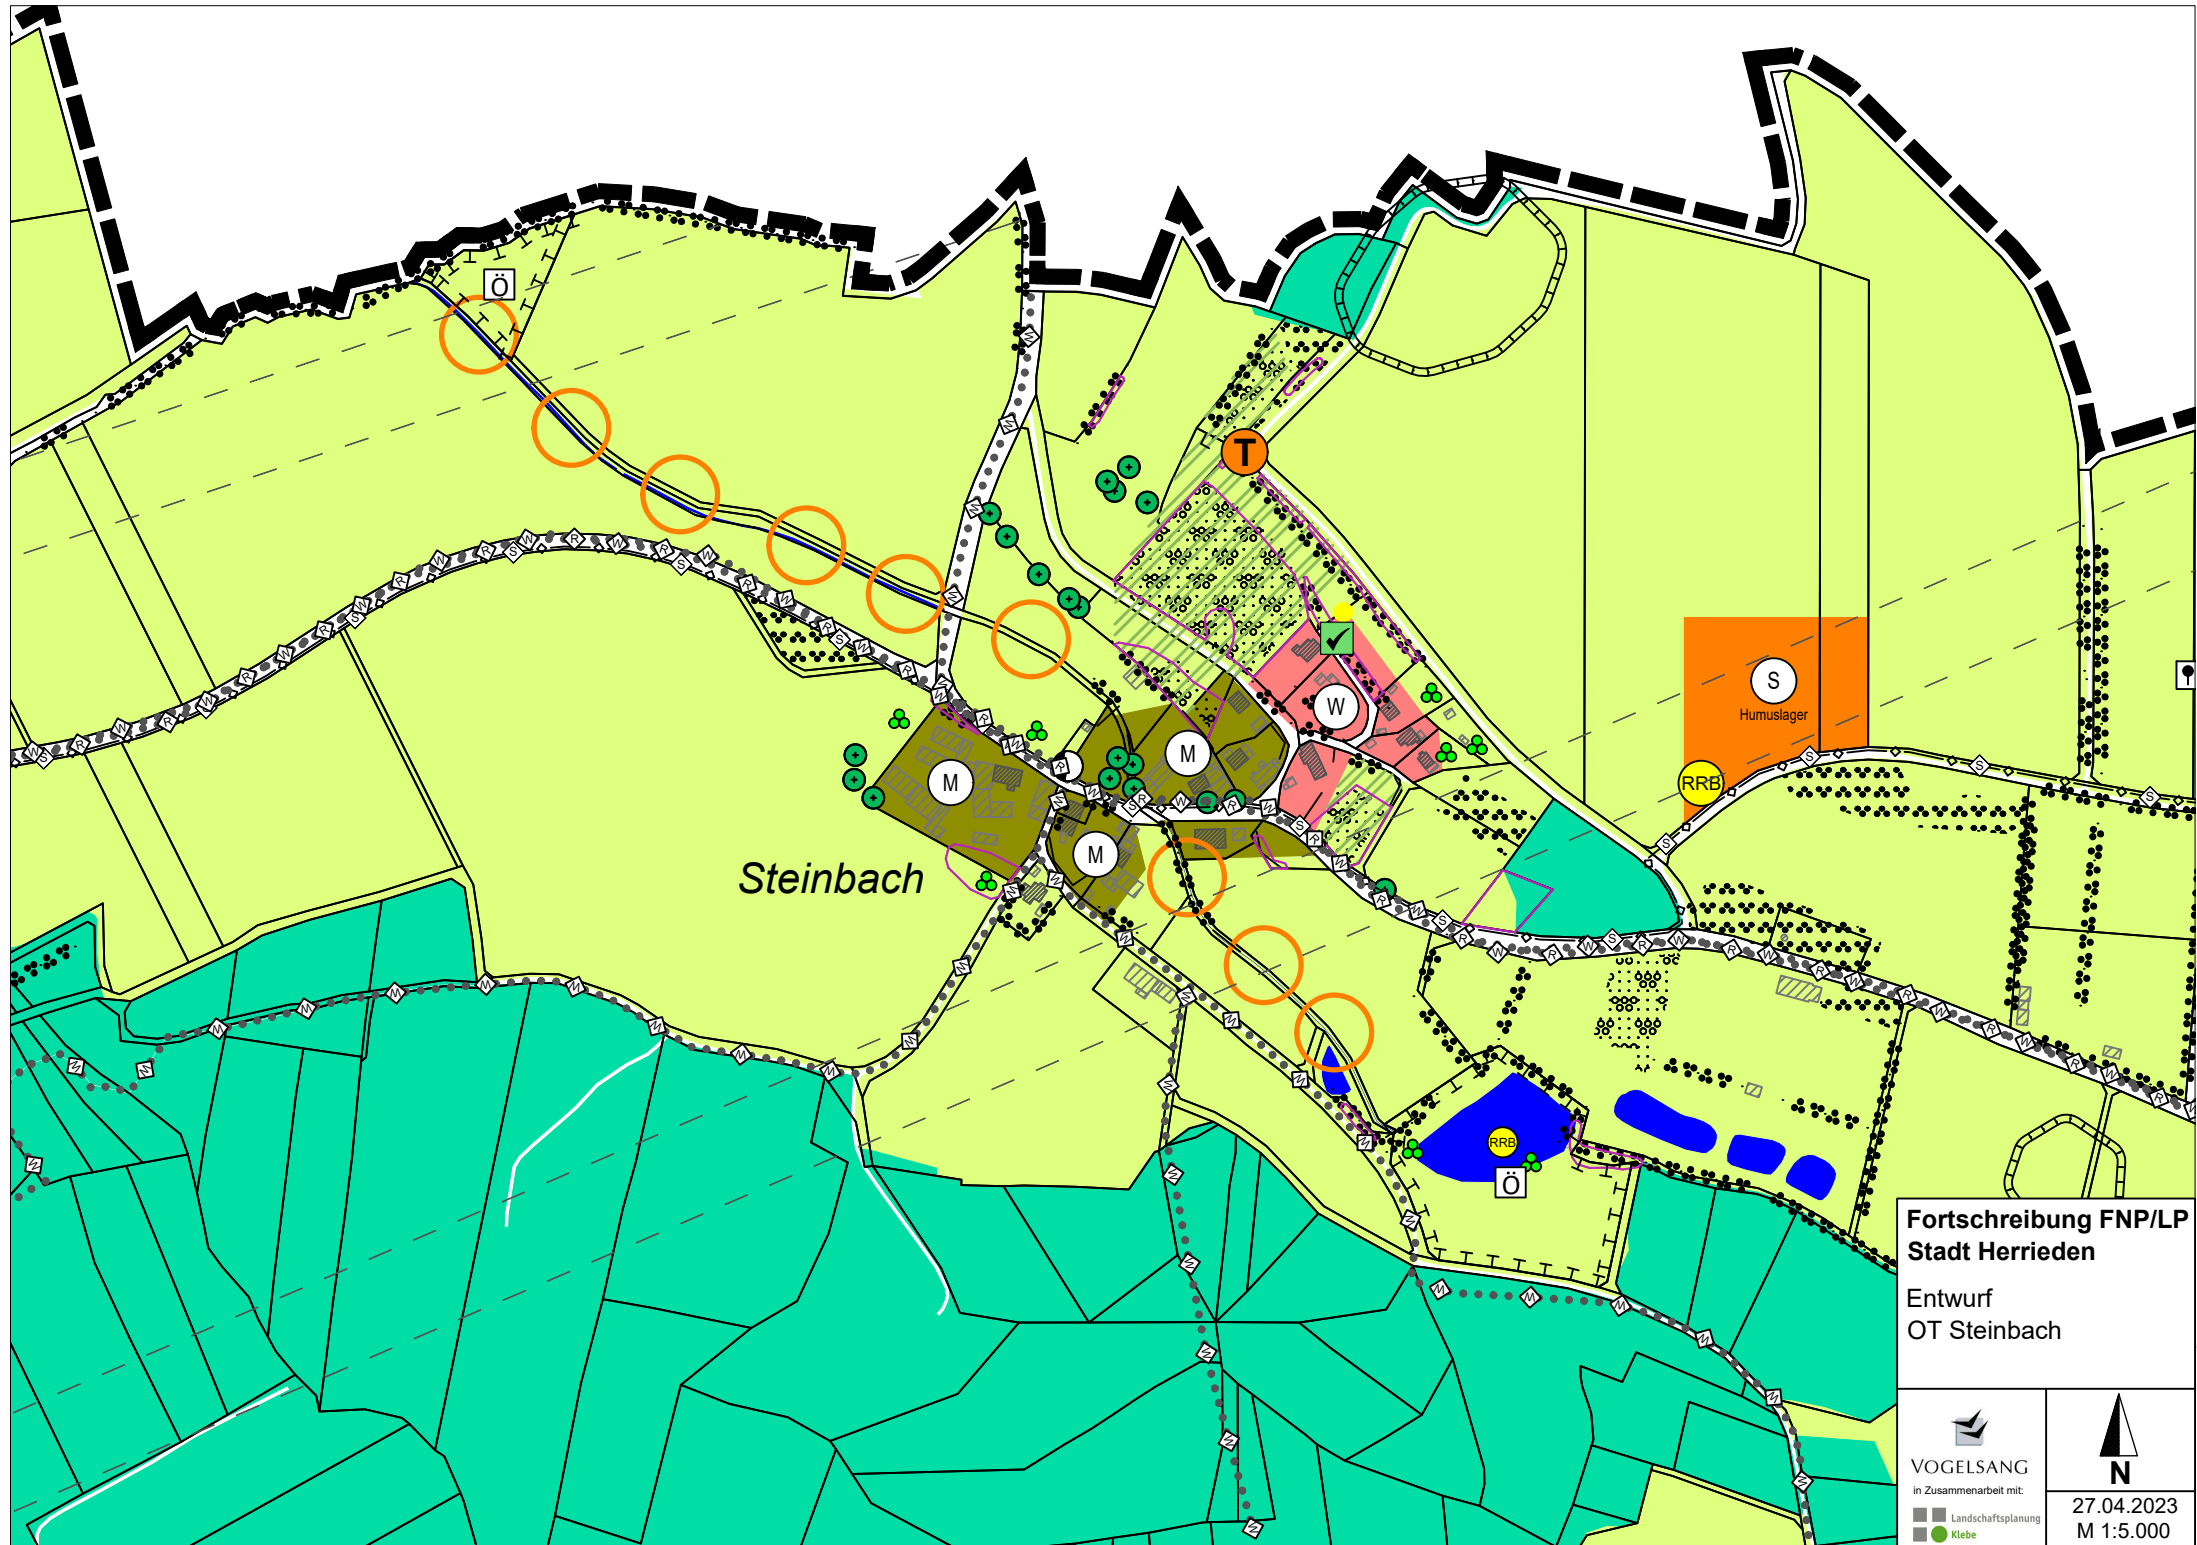 Ö
T
W
S
Humuslager
RRB
M
M
M
Steinbach
RRB
Ö
Fortschreibung FNP/LP
Stadt Herrieden
Entwurf
OT Steinbach
VOGELSANG
in Zusammenarbeit mit:
Landschaftsplanung
Klebe
N
27.04.2023
M 1:5.000